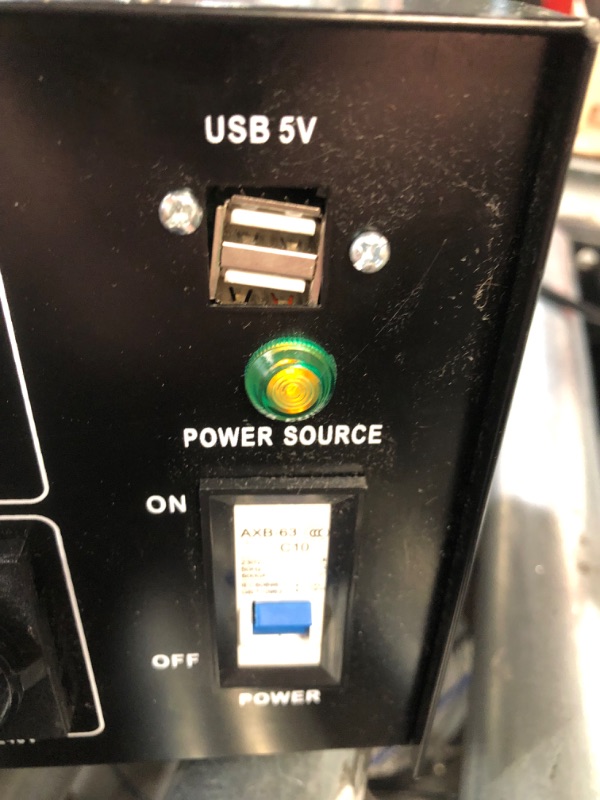 USB 5V
POWER SOURCE
ON
AXB-63
C10
OFF
POWER